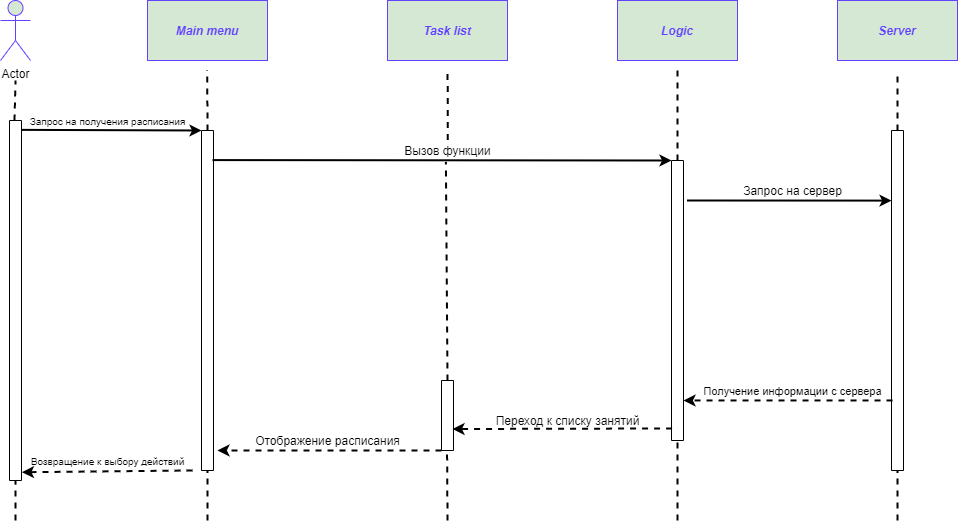 Main menu
Task list
Logic
Server
Actor
Запрос на получения расписания
Вызов функции
Запрос на сервер
Получение информации с сервера
Переход к списку занятий
Отображение расписания
Возвращение к выбору действий